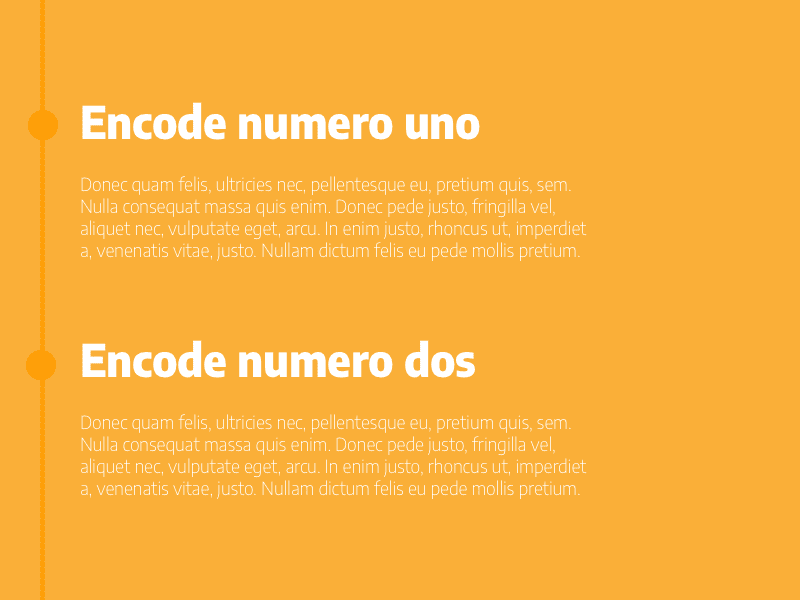 Encode numero uno
Donec quam felis, ultricies nec, pellentesque eu, pretium quis, sem.
Nulla consequat massa quis enim. Donec pede justo, fringilla vel,
aliquet nec, vulputate eget, arcu. In enim justo, rhoncus ut, imperdiet
a, venenatis vitae, justo. Nullam dictum felis eu pede mollis pretium.
Encode numero dos
Donec quam felis, ultricies nec, pellentesque eu, pretium quis, sem.
Nulla consequat massa quis enim. Donec pede justo, fringilla vel,
aliquet nec, vulputate eget, arcu. In enim justo, rhoncus ut, imperdiet
a, venenatis vitae, justo. Nullam dictum felis eu pede mollis pretium.